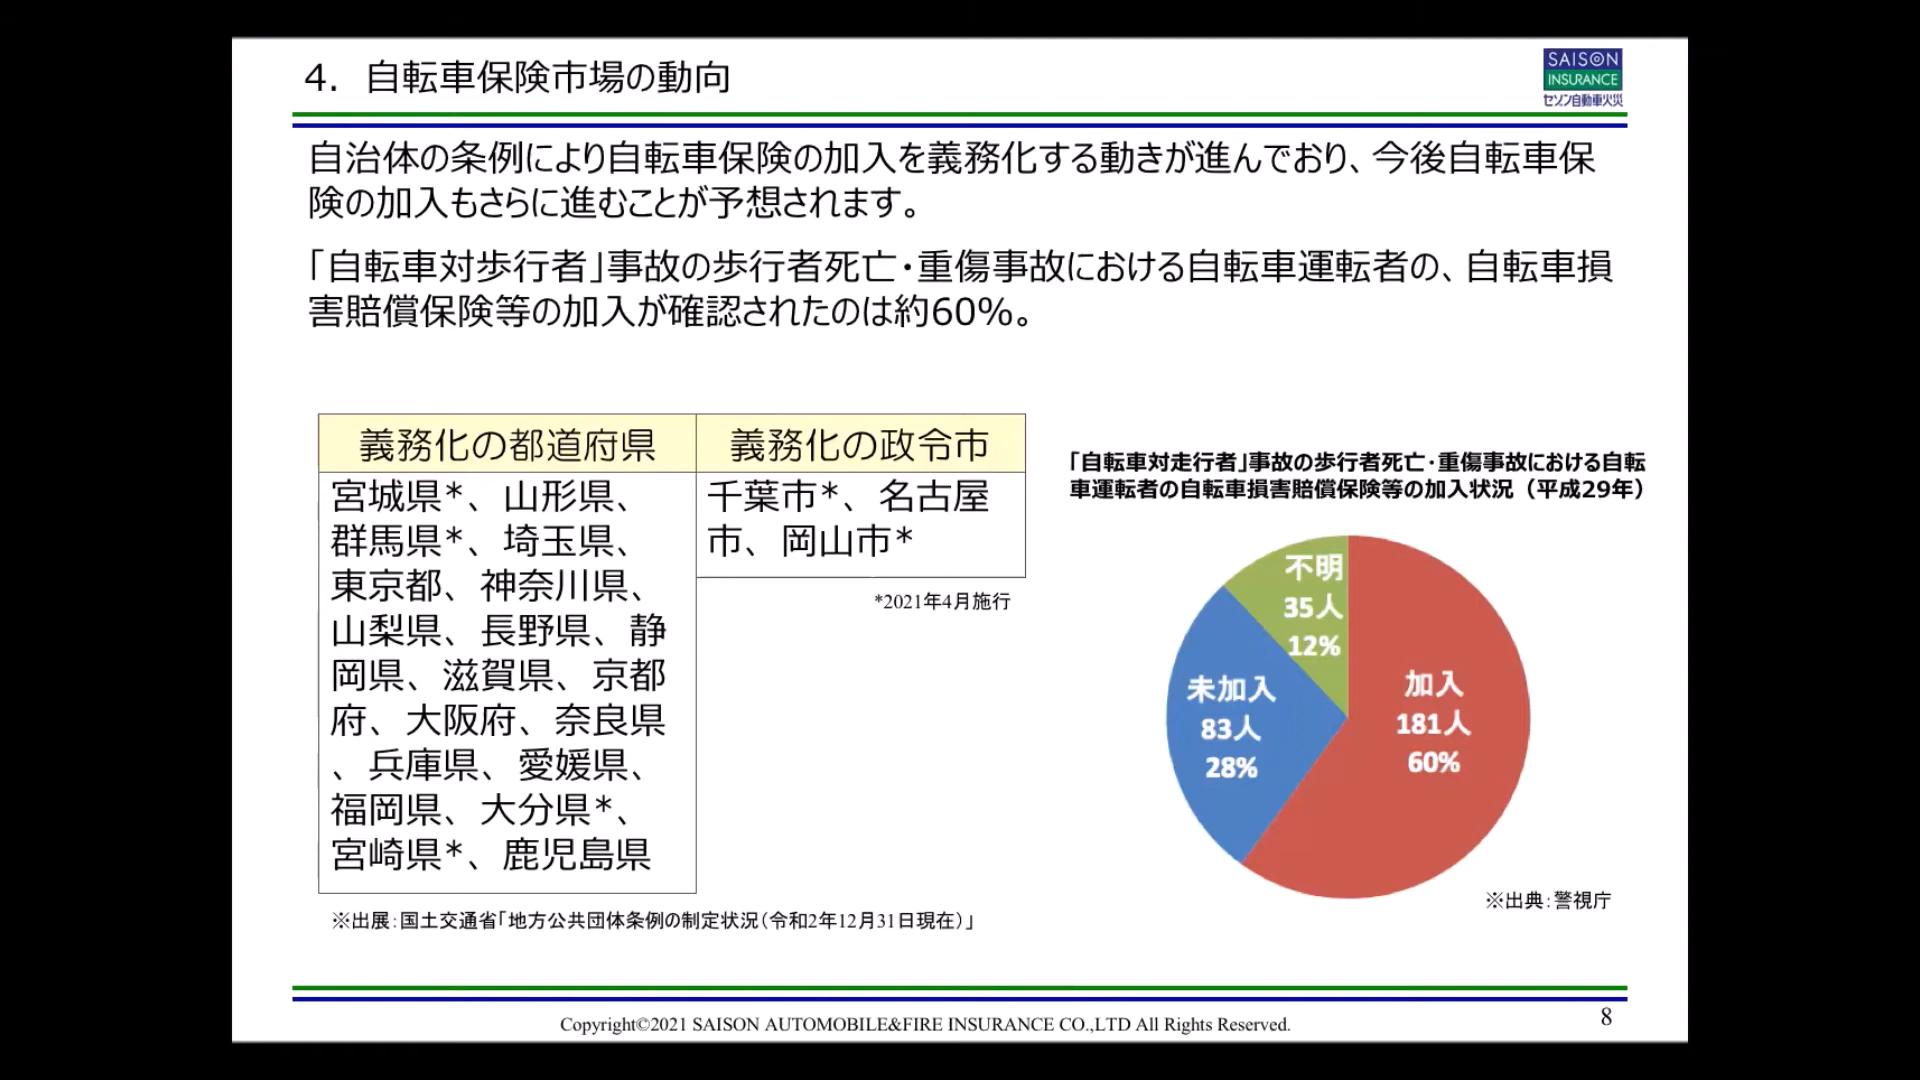 4. 自転車保険市場の動向
SAISON
INSURANCE
セゾン自動車火災
自治体の条例により自転車保険の加入を義務化する動きが進んでおり、今後自転車保
険の加入もさらに進むことが予想されます。
「自転車対歩行者」事故の歩行者死亡・重傷事故における自転車運転者の、自転車損
害賠償保険等の加入が確認されたのは約60%。
義務化の都道府県
宮城県*、山形県、
群馬県*、埼玉県、
東京都、神奈川県、
山梨県、長野県、静
岡県、滋賀県、京都
府、大阪府、奈良県
、兵庫県、愛媛県、
福岡県、大分県*、
宮崎県*、鹿児島県
義務化の政令市
千葉市*、名古屋
市、岡山市*
*2021年4月施行
※出展:国土交通省「地方公共団体条例の制定状況(令和2年12月31日現在)」
「自転車対走行者」事故の歩行者死亡・重傷事故における自転
車運転者の自転車損害賠償保険等の加入状況(平成29年)
不明
35人
12%
未加入
83人
28%
加入
181人
60%
※出典:警視庁
Copyright©2021 SAISON AUTOMOBILE&FIRE INSURANCE CO.,LTD All Rights Reserved.
8